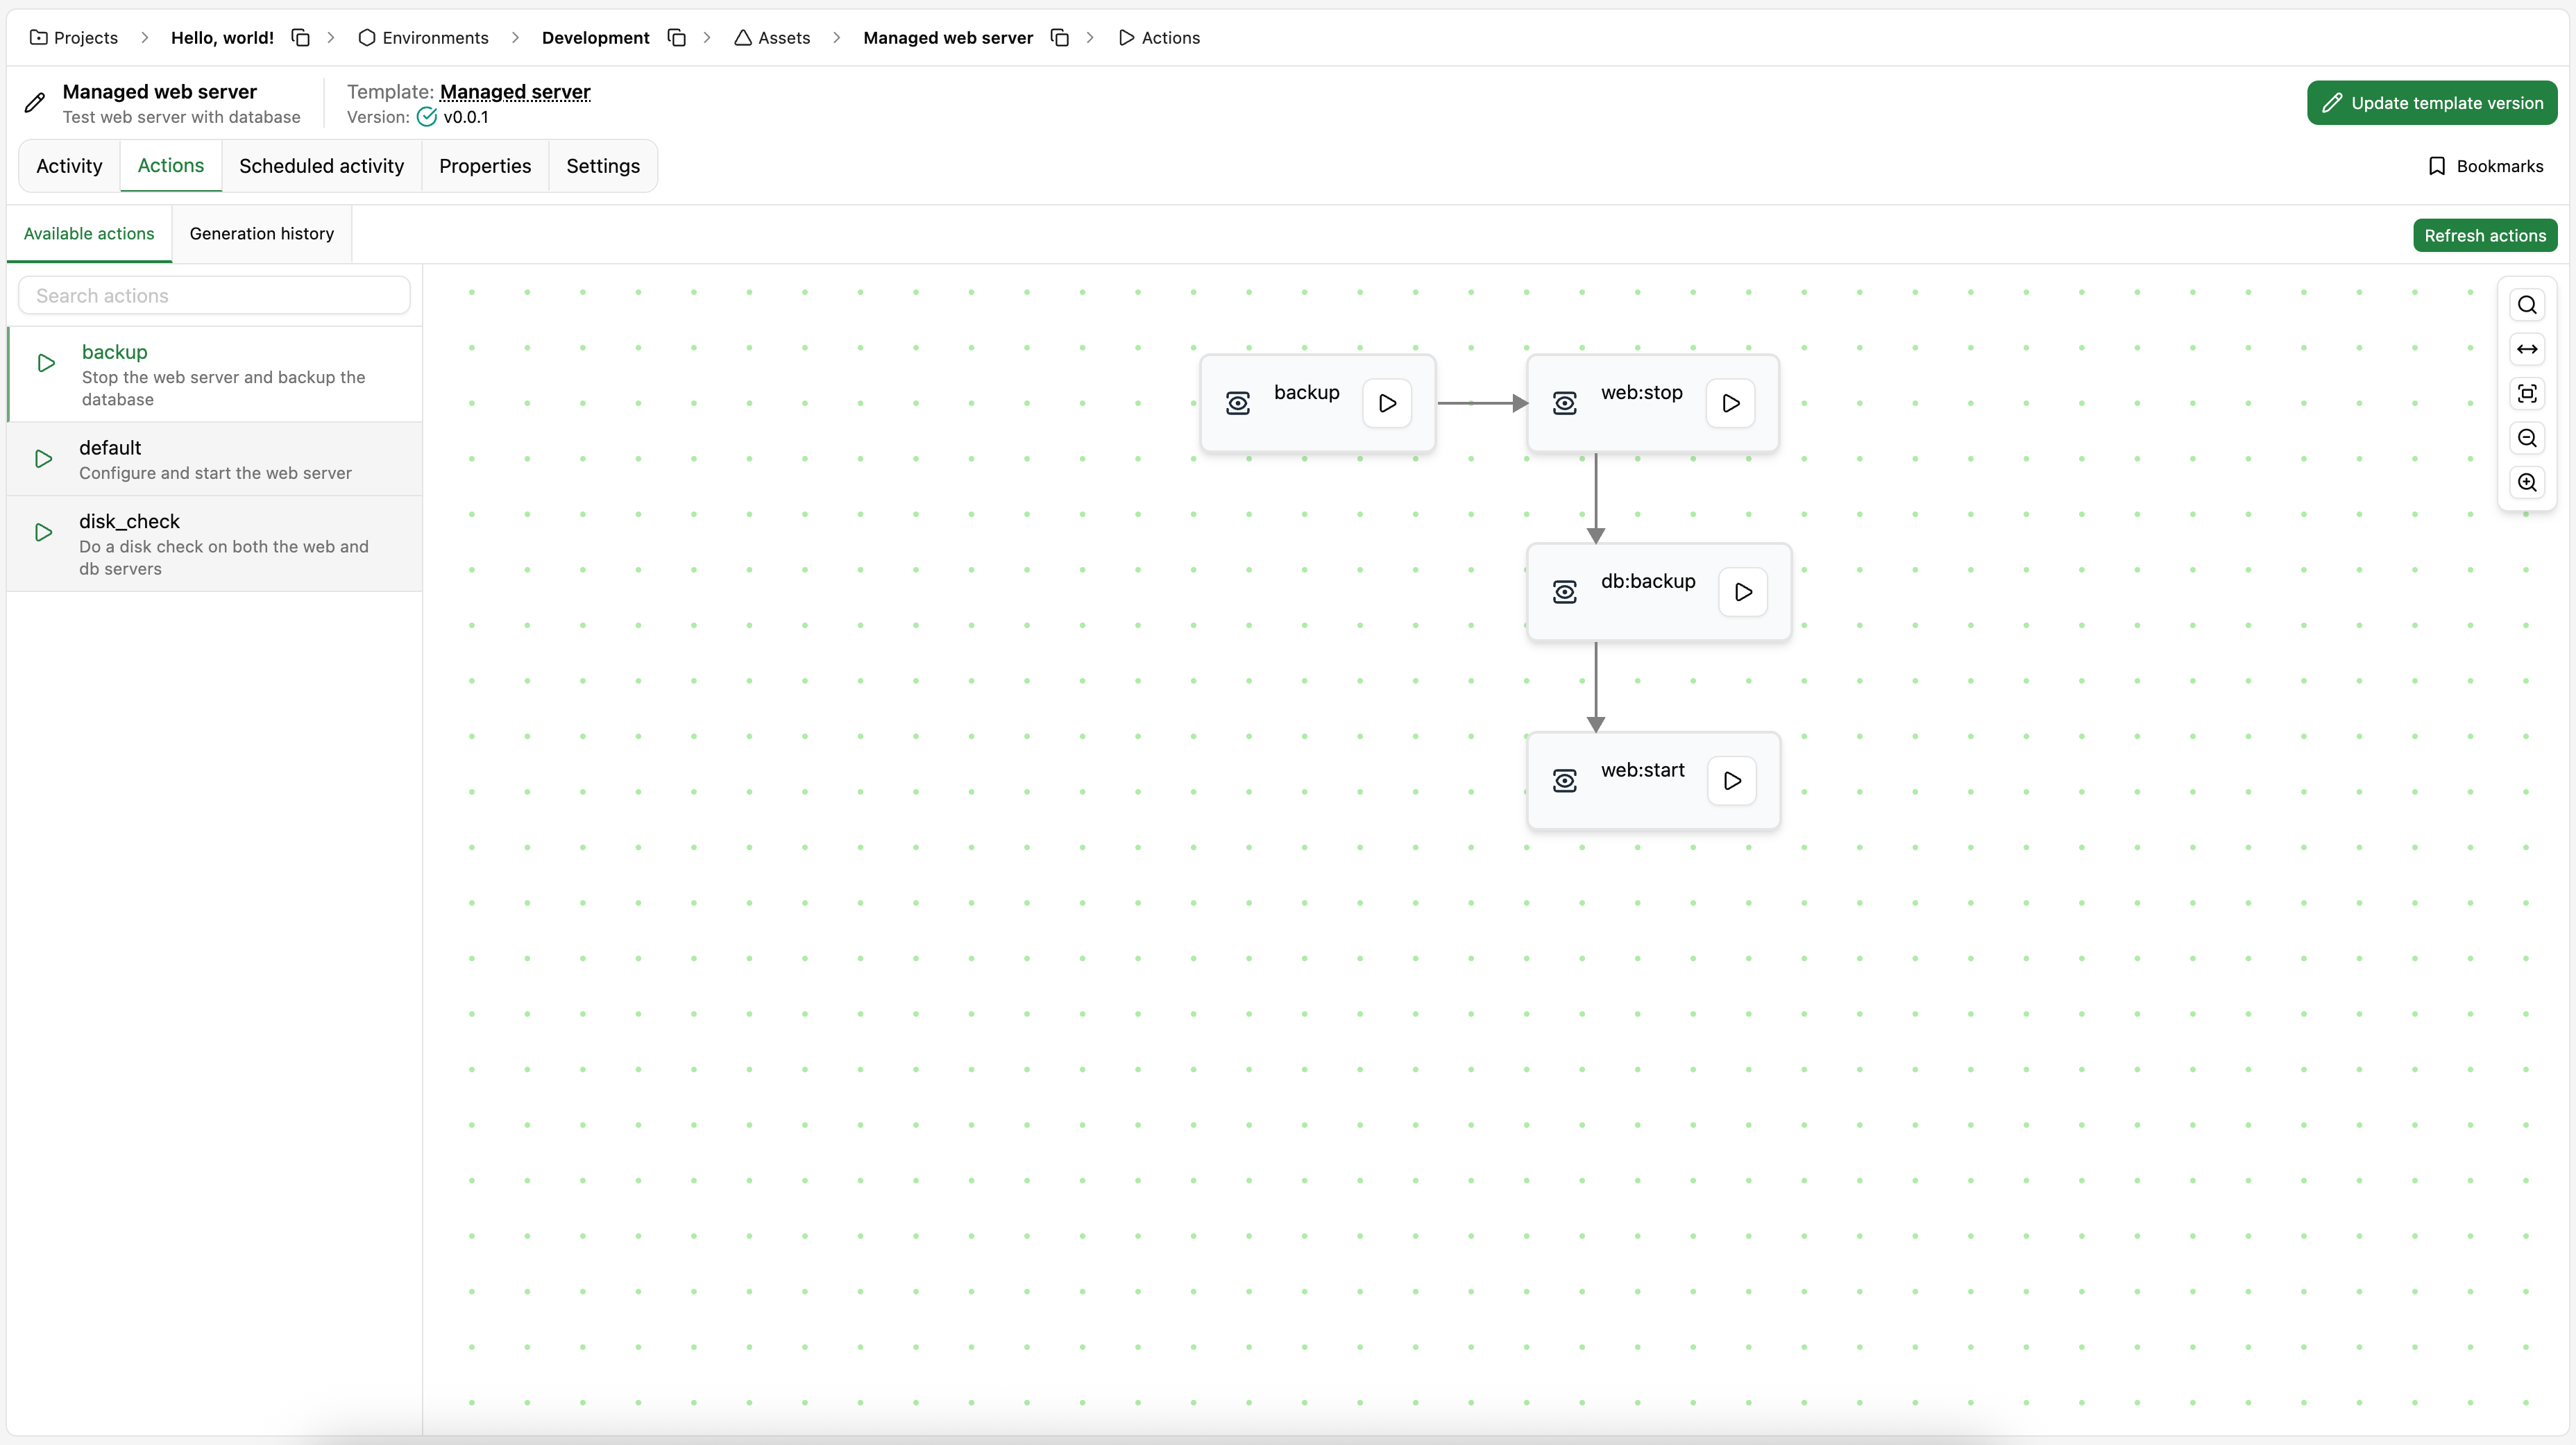 Projects > Hello, world! > Environments > Development > Assets > Managed web server > Actions
Managed web server
Test web server with database
Template: Managed server
Version: v0.0.1
Update template version
Activity Actions Scheduled activity Properties Settings
Bookmarks
Available actions Generation history
Refresh actions
Search actions
backup
Stop the web server and backup the
database
default
Configure and start the web server
disk_check
Do a disk check on both the web and
db servers
backup
web:stop
db:backup
web:start